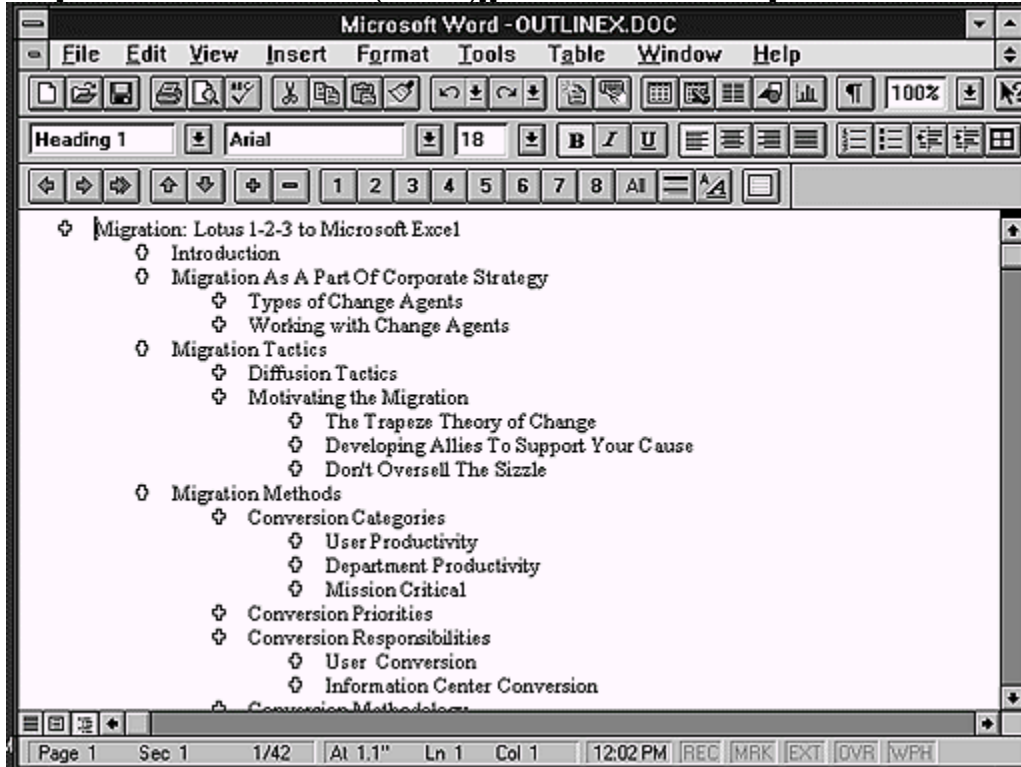 Microsoft Word - OUTLINEX.DOC
File Edit View Insert Format Tools Table Window Help
100%
Heading 1 Arial 18 B I U
1 2 3 4 5 6 7 8 All
Migration: Lotus 1-2-3 to Microsoft Excel
Introduction
Migration As A Part Of Corporate Strategy
Types of Change Agents
Working with Change Agents
Migration Tactics
Diffusion Tactics
Motivating the Migration
The Trapeze Theory of Change
Developing Allies To Support Your Cause
Don't Oversell The Sizzle
Migration Methods
Conversion Categories
User Productivity
Department Productivity
Mission Critical
Conversion Priorities
Conversion Responsibilities
User Conversion
Information Center Conversion
Conversion Methodology
Page 1 Sec 1 1/42 At 1.1" Ln 1 Col 1 12:02 PM REC MRK EXT OVR WPH